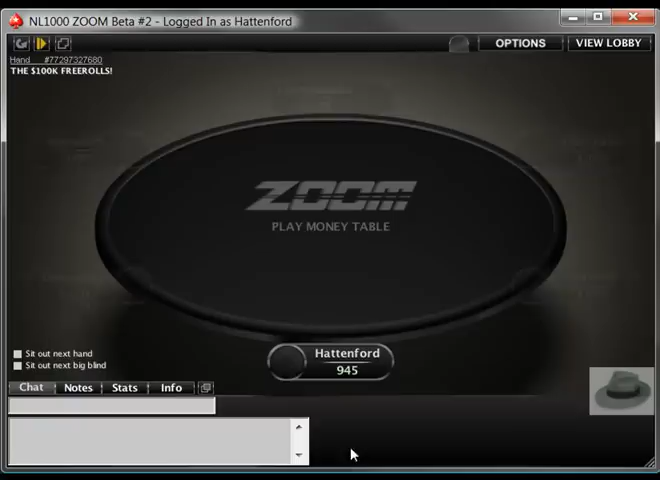 NL1000 ZOOM Beta #2 - Logged In as Hattenford
OPTIONS
VIEW LOBBY
Hand #77297327680
THE $100K FREEROLLS!
ZOOM
PLAY MONEY TABLE
Sit out next hand
Sit out next big blind
Hattenford
945
Chat
Notes
Stats
Info